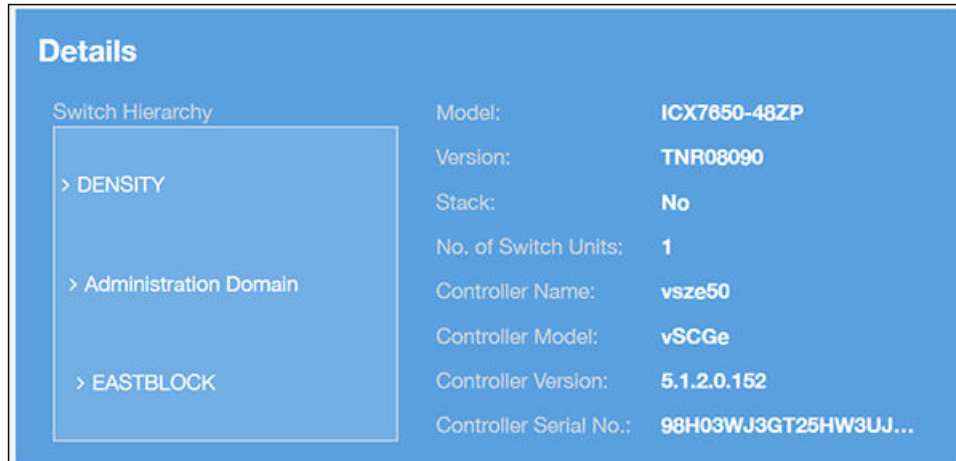 Details
Switch Hierarchy
> DENSITY
> Administration Domain
> EASTBLOCK
Model: ICX7650-48ZP
Version: TNR08090
Stack: No
No. of Switch Units: 1
Controller Name: vsze50
Controller Model: vSCGe
Controller Version: 5.1.2.0.152
Controller Serial No.: 98H03WJ3GT25HW3UJ...